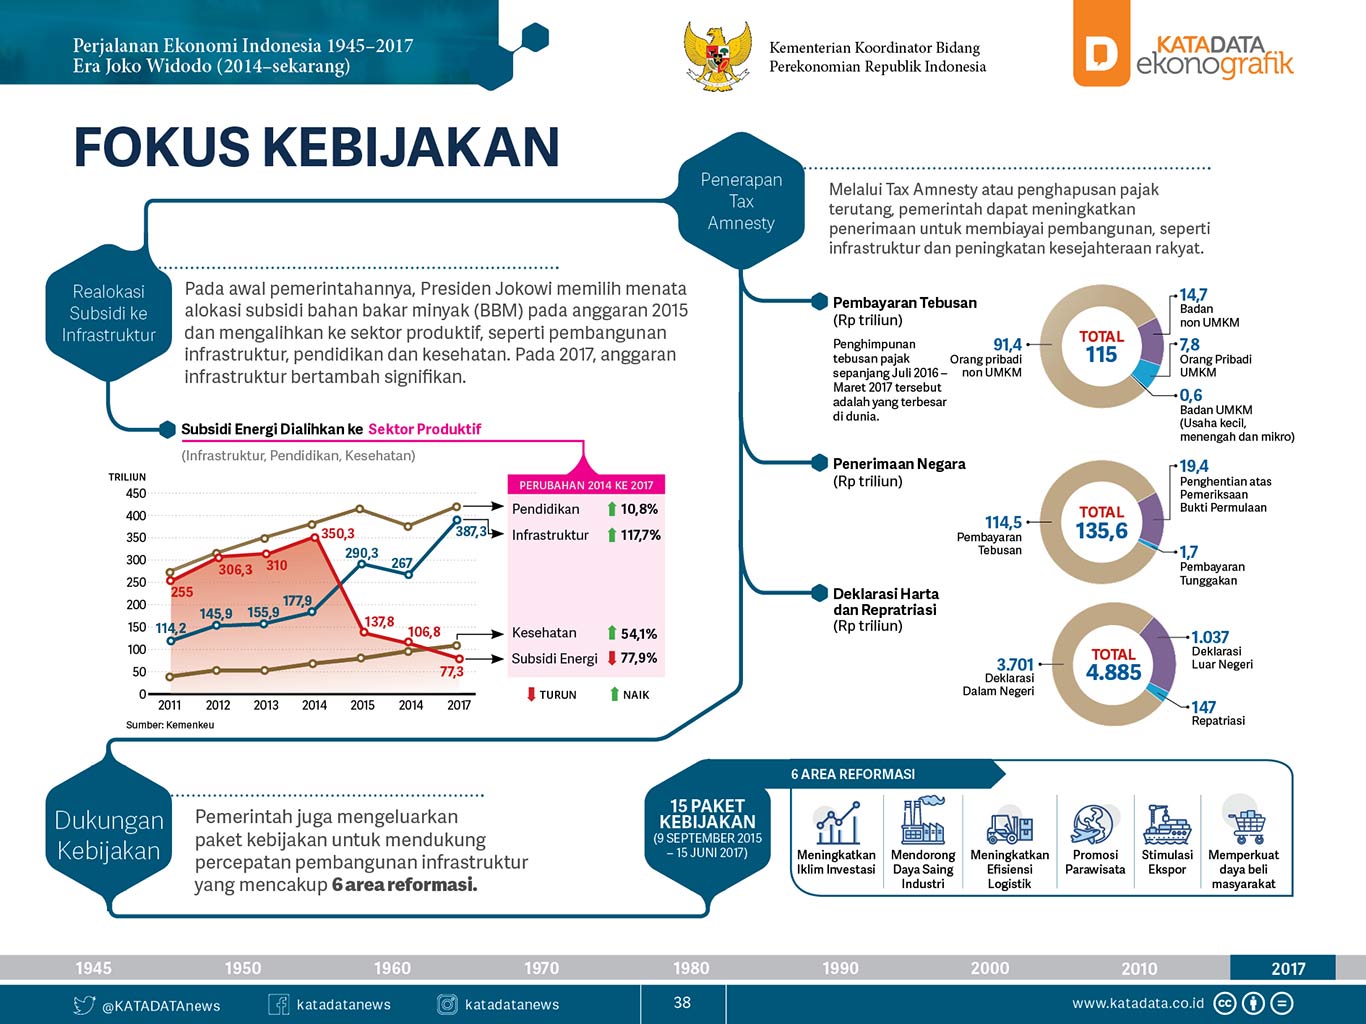 Perjalanan Ekonomi Indonesia 1945–2017
Era Joko Widodo (2014–sekarang)
Kementerian Koordinator Bidang
Perekonomian Republik Indonesia
D
KATADATA
ekonografik
FOKUS KEBIJAKAN
Penerapan
Tax
Amnesty
Melalui Tax Amnesty atau penghapusan pajak
terutang, pemerintah dapat meningkatkan
penerimaan untuk membiayai pembangunan, seperti
infrastruktur dan peningkatan kesejahteraan rakyat.
Realokasi
Subsidi ke
Infrastruktur
Pada awal pemerintahannya, Presiden Jokowi memilih menata
alokasi subsidi bahan bakar minyak (BBM) pada anggaran 2015
dan mengalihkan ke sektor produktif, seperti pembangunan
infrastruktur, pendidikan dan kesehatan. Pada 2017, anggaran
infrastruktur bertambah signifikan.
Subsidi Energi Dialihkan ke Sektor Produktif
(Infrastruktur, Pendidikan, Kesehatan)
TRILIUN
450
400
350
300
250
200
150
100
50
0
2011 2012 2013 2014 2015 2014 2017
255
306,3
310
350,3
137,8
106,8
77,3
114,2
145,9
155,9
177,9
290,3
267
387,3
PERUBAHAN 2014 KE 2017
Pendidikan 10,8%
Infrastruktur 117,7%
Kesehatan 54,1%
Subsidi Energi 77,9%
TURUN NAIK
Sumber: Kemenkeu
Pembayaran Tebusan
(Rp triliun)
Penghimpunan
tebusan pajak
sepanjang Juli 2016 –
Maret 2017 tersebut
adalah yang terbesar
di dunia.
91,4
Orang pribadi
non UMKM
TOTAL
115
14,7
Badan
non UMKM
7,8
Orang Pribadi
UMKM
0,6
Badan UMKM
(Usaha kecil,
menengah dan mikro)
Penerimaan Negara
(Rp triliun)
114,5
Pembayaran
Tebusan
TOTAL
135,6
19,4
Penghentian atas
Pemeriksaan
Bukti Permulaan
1,7
Pembayaran
Tunggakan
Deklarasi Harta
dan Repratriasi
(Rp triliun)
3.701
Deklarasi
Dalam Negeri
TOTAL
4.885
1.037
Deklarasi
Luar Negeri
147
Repatriasi
Dukungan
Kebijakan
Pemerintah juga mengeluarkan
paket kebijakan untuk mendukung
percepatan pembangunan infrastruktur
yang mencakup 6 area reformasi.
15 PAKET
KEBIJAKAN
(9 SEPTEMBER 2015
– 15 JUNI 2017)
6 AREA REFORMASI
Meningkatkan
Iklim Investasi
Mendorong
Daya Saing
Industri
Meningkatkan
Efisiensi
Logistik
Promosi
Parawisata
Stimulasi
Ekspor
Memperkuat
daya beli
masyarakat
1945 1950 1960 1970 1980 1990 2000 2010 2017
@KATADATAnews
katadatanews
katadatanews
38
www.katadata.co.id
cc